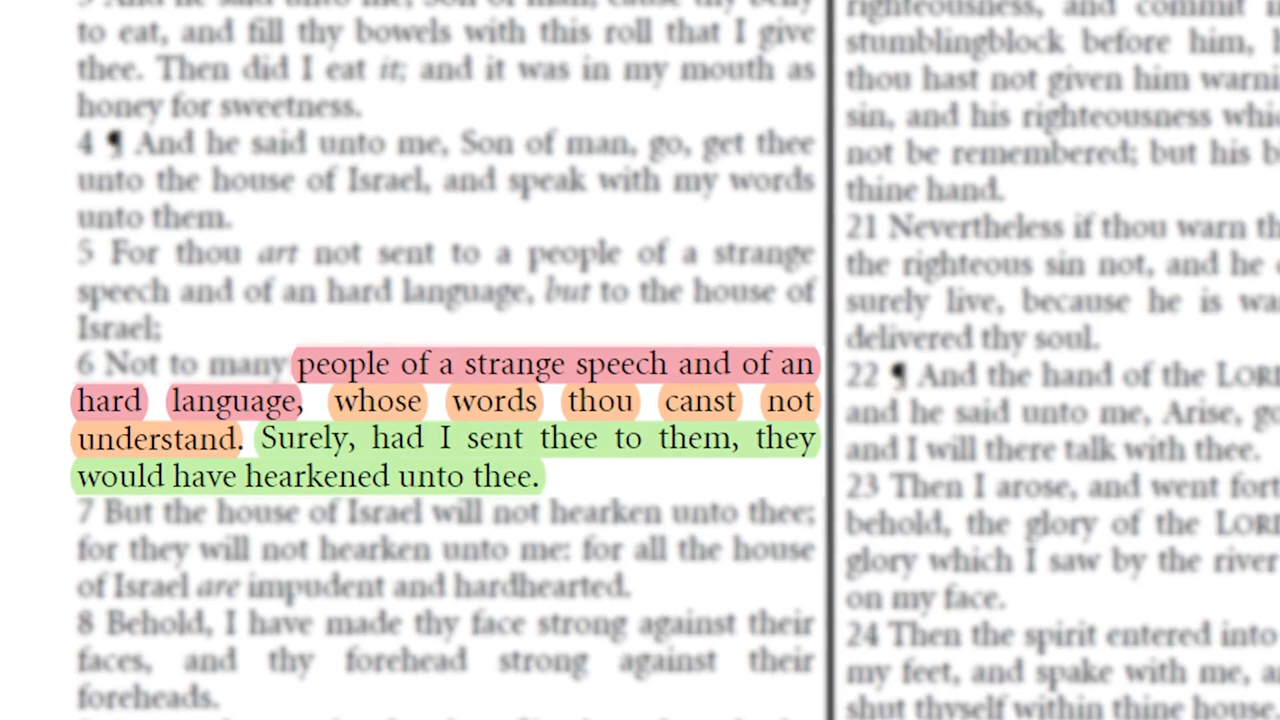 to eat, and fill thy bowels with this roll that I give
thee. Then did I eat it; and it was in my mouth as
honey for sweetness.
4 ¶ And he said unto me, Son of man, go, get thee
unto the house of Israel, and speak with my words
unto them.
5 For thou art not sent to a people of a strange
speech and of an hard language, but to the house of
Israel;
6 Not to many people of a strange speech and of an
hard language, whose words thou canst not
understand. Surely, had I sent thee to them, they
would have hearkened unto thee.
7 But the house of Israel will not hearken unto thee;
for they will not hearken unto me: for all the house
of Israel are impudent and hardhearted.
8 Behold, I have made thy face strong against their
faces, and thy forehead strong against their
foreheads.
righteousness, and commit
stumblingblock before him,
thou hast not given him
sin, and his righteousness
not be remembered; but his
thine hand.
21 Nevertheless if thou warn
the righteous sin not, and he
surely live, because he is
delivered thy soul.
22 ¶ And the hand of the
and he said unto me, Arise,
and I will there talk with thee.
23 Then I arose, and went
behold, the glory of the
glory which I saw by the river
on my face.
24 Then the spirit entered into
my feet, and spake with me,
shut thyself within thine house.